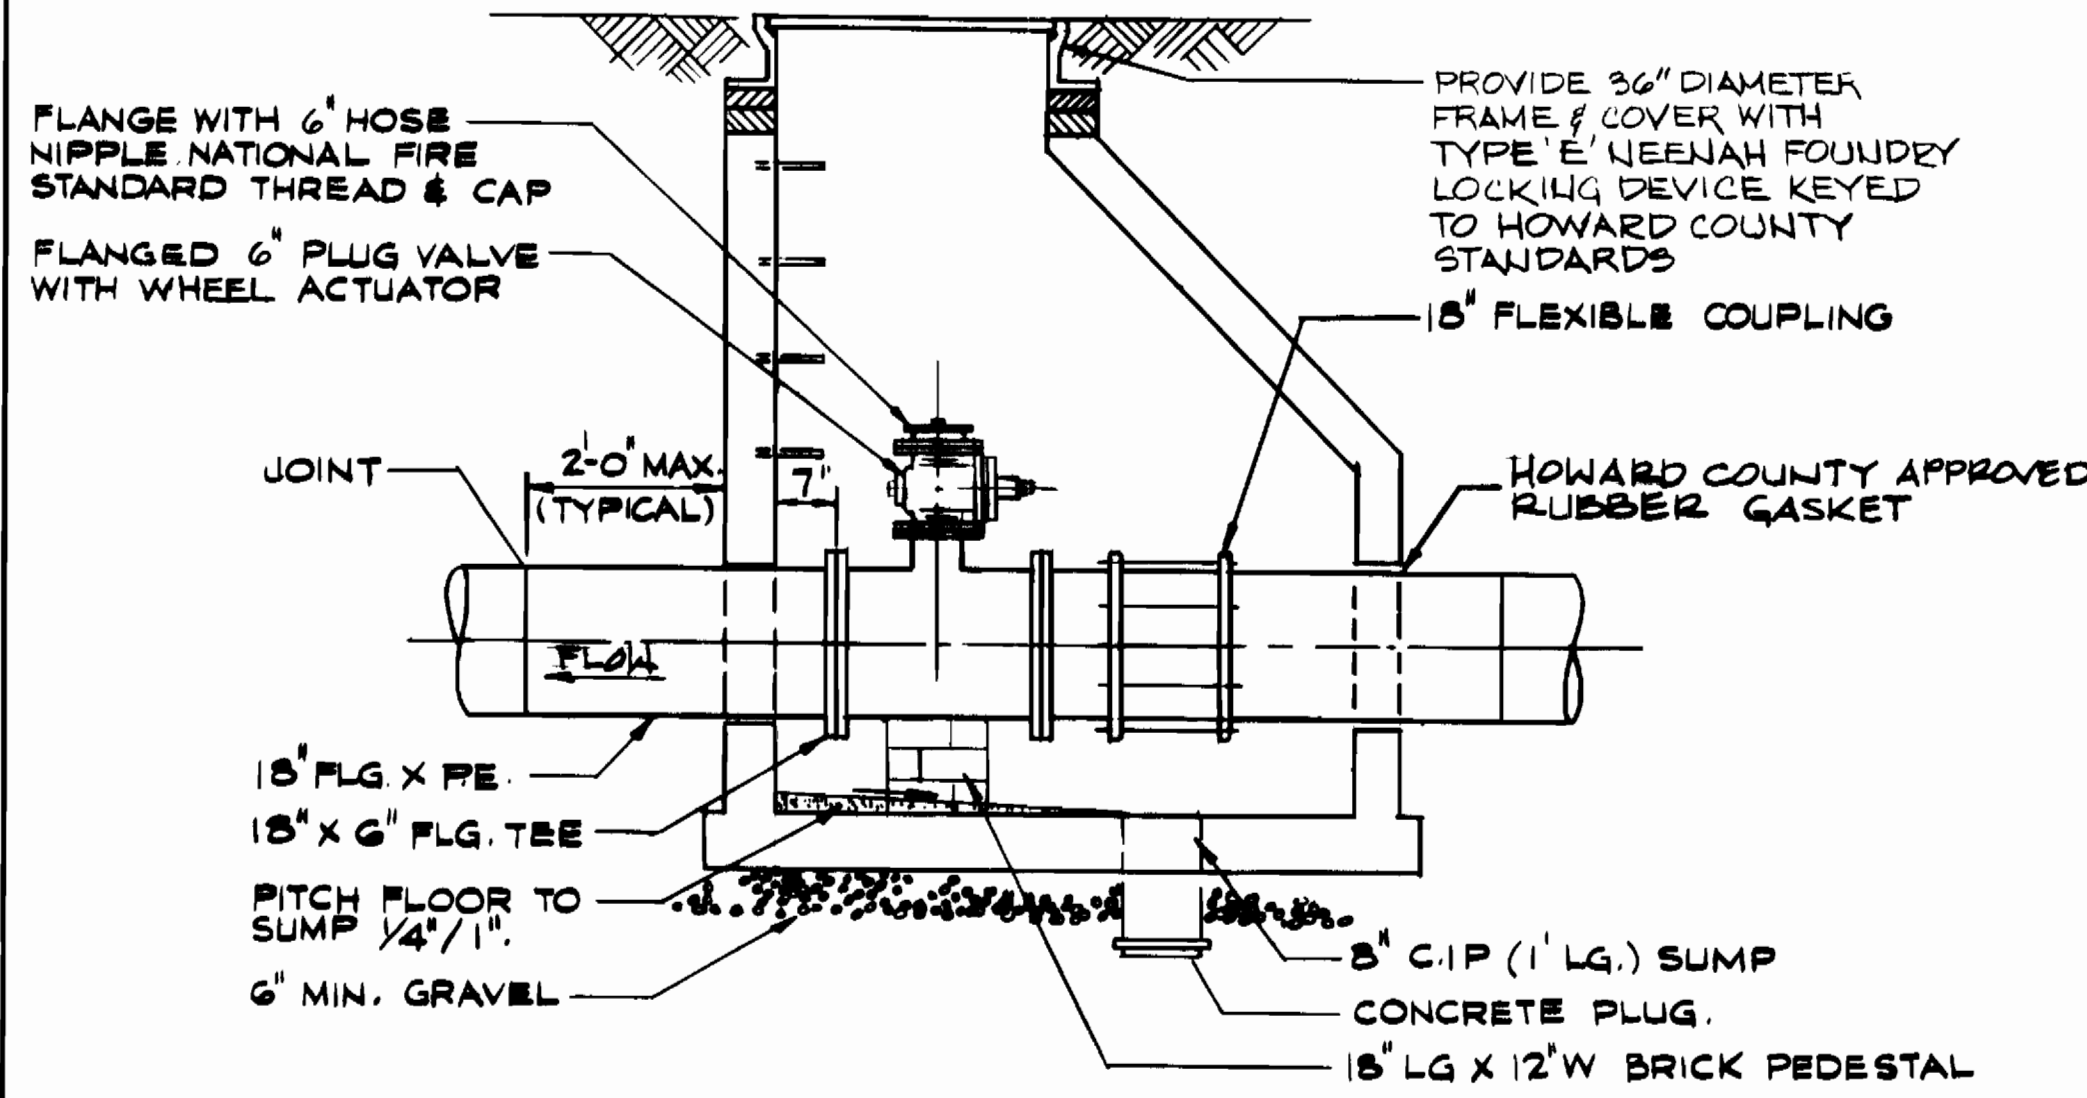 FLANGE WITH 6" HOSE
NIPPLE NATIONAL FIRE
STANDARD THREAD & CAP
FLANGED 6" PLUG VALVE
WITH WHEEL ACTUATOR
PROVIDE 36" DIAMETER
FRAME & COVER WITH
TYPE 'E' NEENAH FOUNDRY
LOCKING DEVICE KEYED
TO HOWARD COUNTY
STANDARDS
18" FLEXIBLE COUPLING
JOINT
2'-0" MAX.
(TYPICAL)
7"
HOWARD COUNTY APPROVED
RUBBER GASKET
FLOW
18" FLG. X P.E.
18" X 6" FLG. TEE
PITCH FLOOR TO
SUMP 1/4"/1".
6" MIN. GRAVEL
8" C.I.P (1' LG.) SUMP
CONCRETE PLUG.
18" LG X 12"W BRICK PEDESTAL